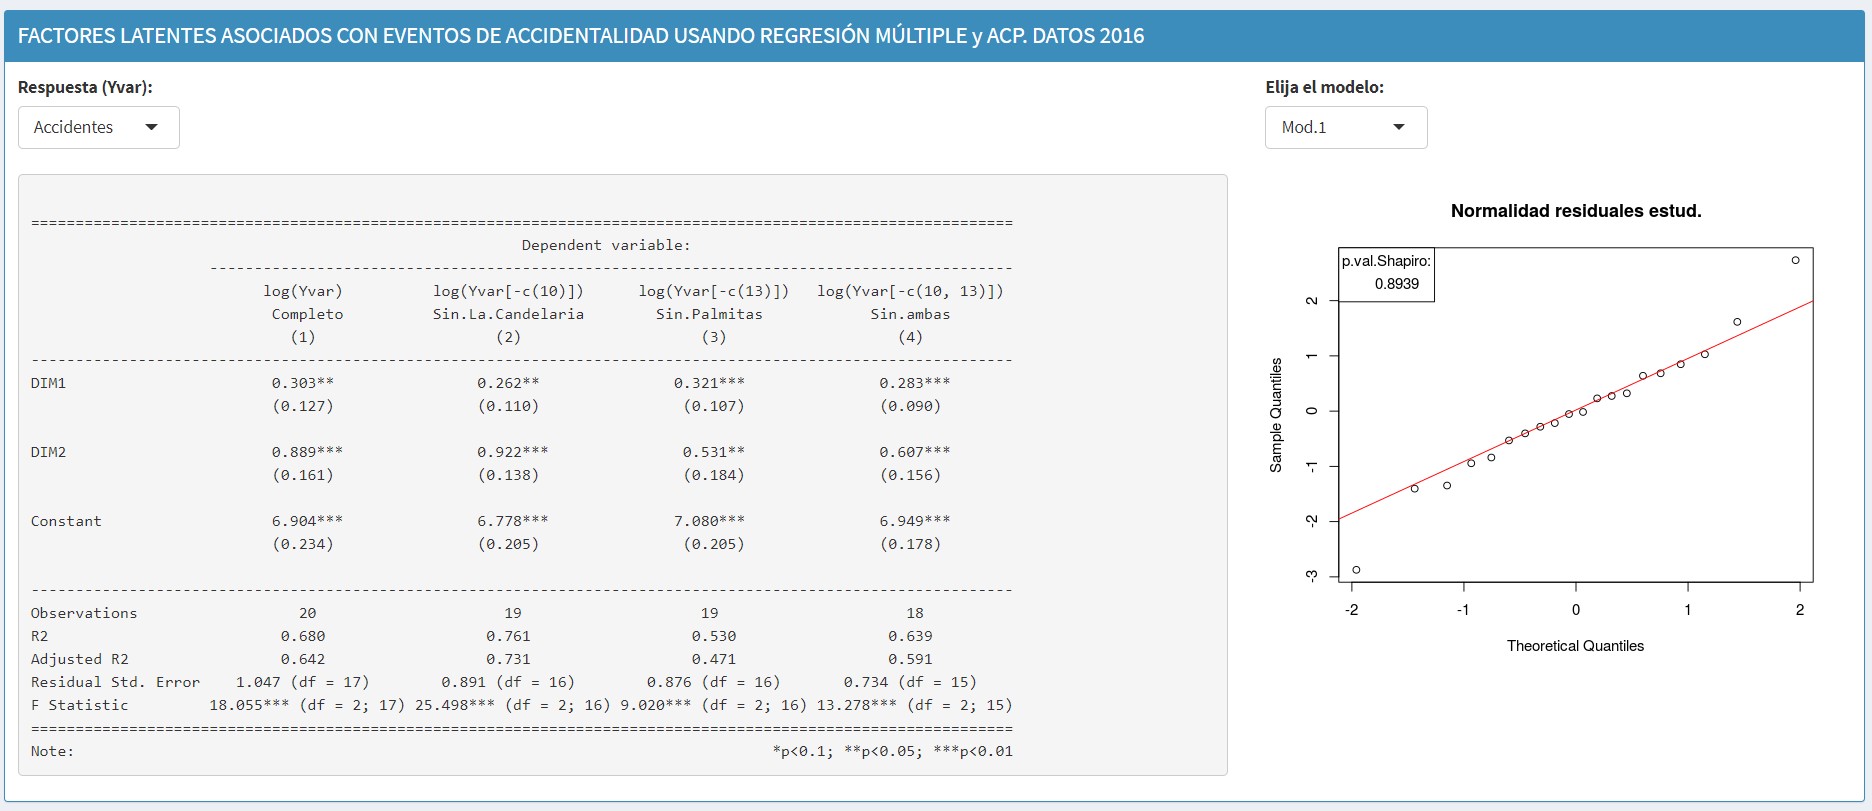 FACTORES LATENTES ASOCIADOS CON EVENTOS DE ACCIDENTALIDAD USANDO REGRESIÓN MÚLTIPLE y ACP. DATOS 2016
Respuesta (Yvar):
Accidentes
Elija el modelo:
Mod.1
====================================================================================================
Dependent variable:
------------------------------------------------------------------------------------------
log(Yvar) log(Yvar[-c(10)]) log(Yvar[-c(13)]) log(Yvar[-c(10, 13)])
Completo Sin.La.Candelaria Sin.Palmitas Sin.ambas
(1) (2) (3) (4)
----------------------------------------------------------------------------------------------------
DIM1 0.303** 0.262** 0.321*** 0.283***
(0.127) (0.110) (0.107) (0.090)
DIM2 0.889*** 0.922*** 0.531** 0.607***
(0.161) (0.138) (0.184) (0.156)
Constant 6.904*** 6.778*** 7.080*** 6.949***
(0.234) (0.205) (0.205) (0.178)
----------------------------------------------------------------------------------------------------
Observations 20 19 19 18
R2 0.680 0.761 0.530 0.639
Adjusted R2 0.642 0.731 0.471 0.591
Residual Std. Error 1.047 (df = 17) 0.891 (df = 16) 0.876 (df = 16) 0.734 (df = 15)
F Statistic 18.055*** (df = 2; 17) 25.498*** (df = 2; 16) 9.020*** (df = 2; 16) 13.278*** (df = 2; 15)
====================================================================================================
Note: *p<0.1; **p<0.05; ***p<0.01
Normalidad residuales estud.
p.val.Shapiro:
0.8939
Sample Quantiles
2
1
0
-1
-2
-3
-2 -1 0 1 2
Theoretical Quantiles